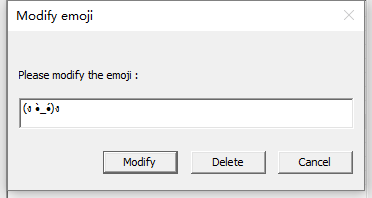 Modify emoji
Please modify the emoji :
(ง •̀_•́)ง
Modify
Delete
Cancel